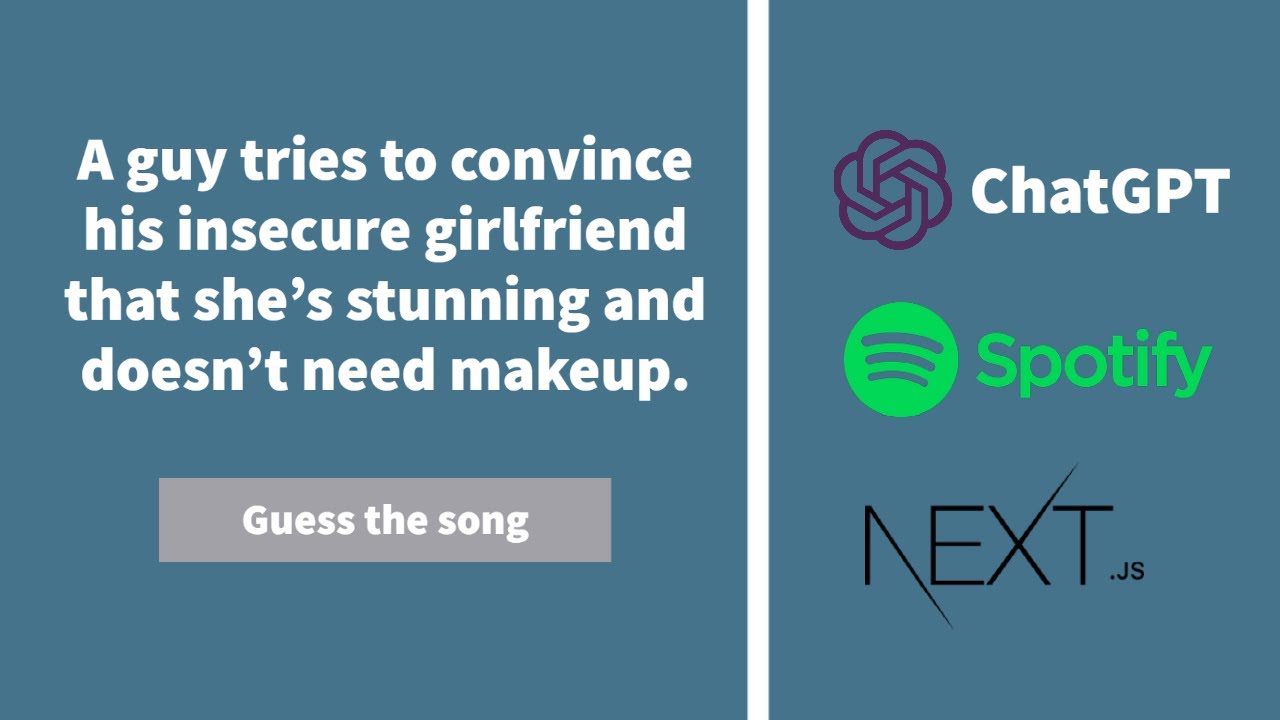 A guy tries to convince
his insecure girlfriend
that she’s stunning and
doesn’t need makeup.
Guess the song
ChatGPT
Spotify
NEXT.JS